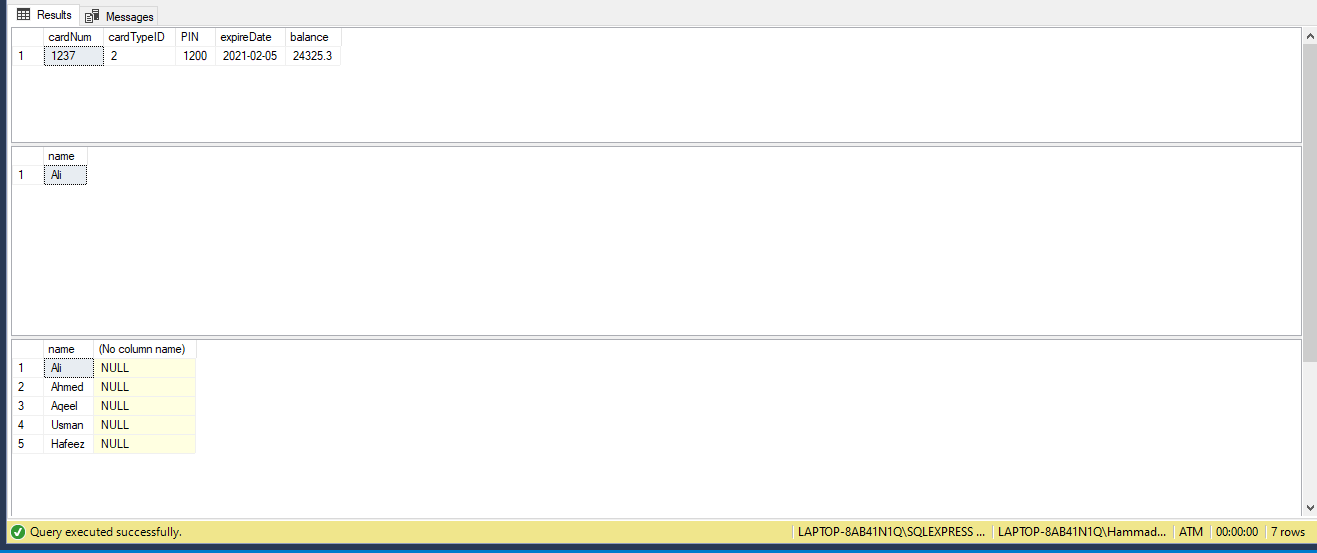 Results Messages
cardNum cardTypeID PIN expireDate balance
1 1237 2 1200 2021-02-05 24325.3
name
1 Ali
name (No column name)
1 Ali NULL
2 Ahmed NULL
3 Aqeel NULL
4 Usman NULL
5 Hafeez NULL
Query executed successfully. LAPTOP-8AB41N1Q\SQLEXPRESS ... LAPTOP-8AB41N1Q\Hammad... ATM 00:00:00 7 rows